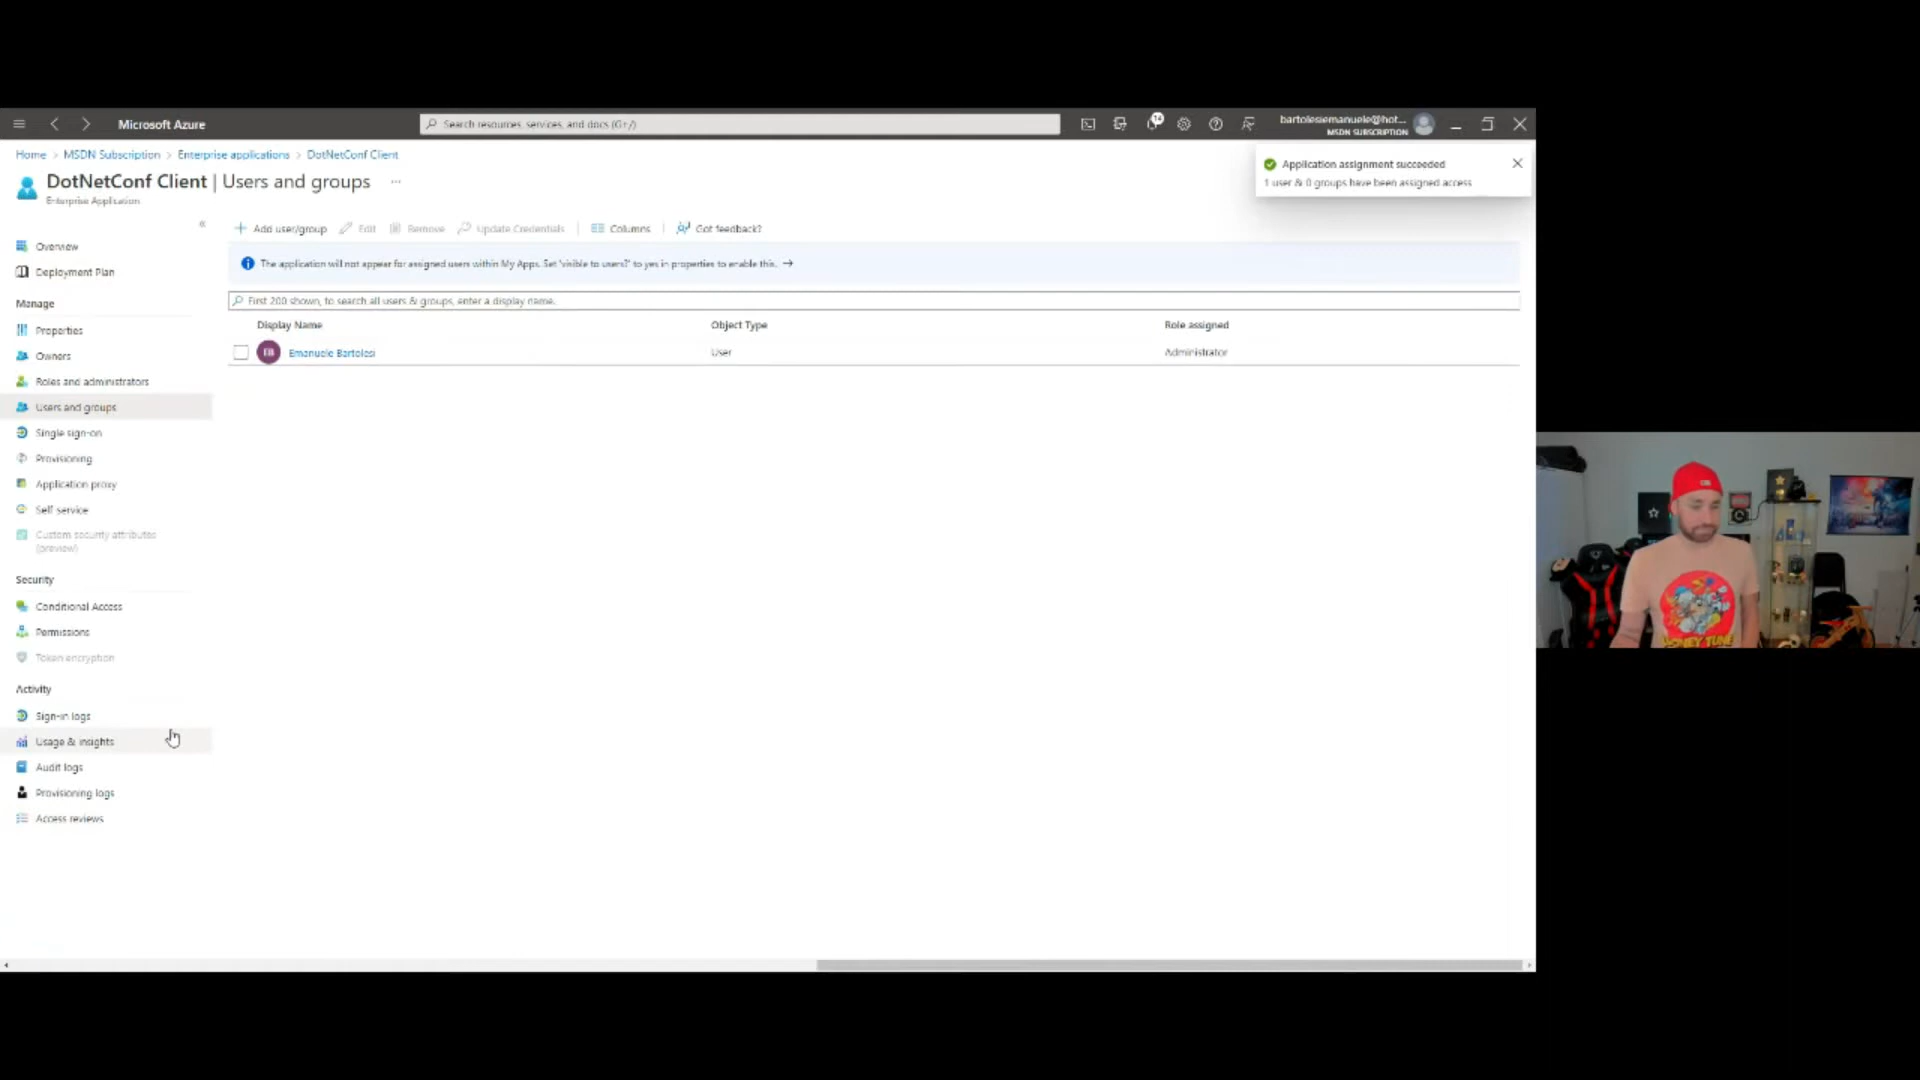 Microsoft Azure
Search resources, services, and docs (G+/)
bartolesiemanuele@hot...
MSDN SUBSCRIPTION
Home > MSDN Subscription > Enterprise applications > DotNetConf Client
DotNetConf Client | Users and groups ...
Enterprise Application
Application assignment succeeded
1 user & 0 groups have been assigned access
Add user/group Edit Remove Update Credentials Columns Got feedback?
The application will not appear for assigned users within My Apps. Set 'visible to users?' to yes in properties to enable this.
First 200 shown, to search all users & groups, enter a display name.
Display Name Object Type Role assigned
EB Emanuele Bartolesi User Administrator
Overview
Deployment Plan
Manage
Properties
Owners
Roles and administrators
Users and groups
Single sign-on
Provisioning
Application proxy
Self service
Custom security attributes
(preview)
Security
Conditional Access
Permissions
Token encryption
Activity
Sign-in logs
Usage & insights
Audit logs
Provisioning logs
Access reviews